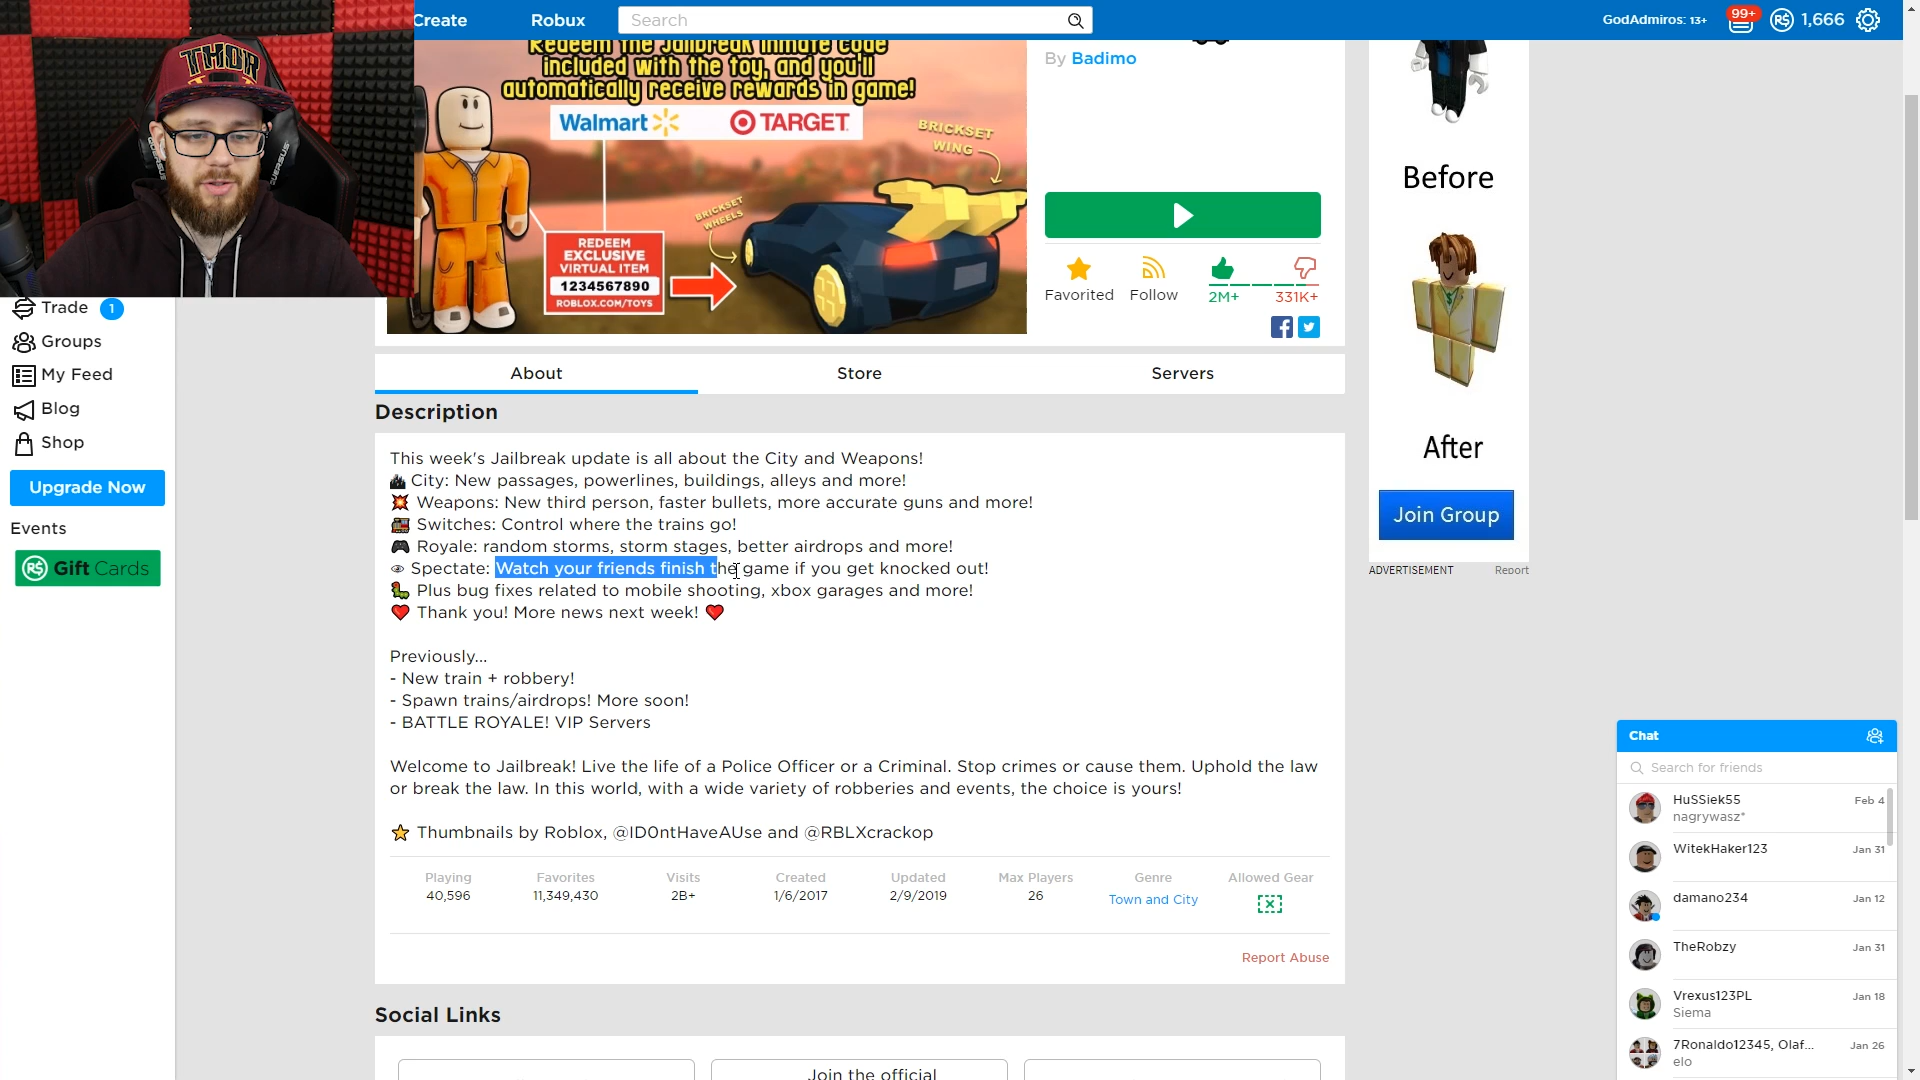 Create
Robux
Search
GodAdmiros: 13+
99+
1,666
THOR
Redeem the Jailbreak Inmate code
included with the toy, and you'll
automatically receive rewards in game!
Walmart
TARGET
BRICKSET
WING
BRICKSET
WHEELS
REDEEM
EXCLUSIVE
VIRTUAL ITEM
1234567890
ROBLOX.COM/TOYS
By Badimo
Favorited
Follow
2M+
331K+
Before
After
Join Group
ADVERTISEMENT
Report
Trade
1
Groups
My Feed
Blog
Shop
Upgrade Now
Events
Gift Cards
About
Store
Servers
Description
This week's Jailbreak update is all about the City and Weapons!
City: New passages, powerlines, buildings, alleys and more!
Weapons: New third person, faster bullets, more accurate guns and more!
Switches: Control where the trains go!
Royale: random storms, storm stages, better airdrops and more!
Spectate: Watch your friends finish the game if you get knocked out!
Plus bug fixes related to mobile shooting, xbox garages and more!
Thank you! More news next week!
Previously...
- New train + robbery!
- Spawn trains/airdrops! More soon!
- BATTLE ROYALE! VIP Servers
Welcome to Jailbreak! Live the life of a Police Officer or a Criminal. Stop crimes or cause them. Uphold the law
or break the law. In this world, with a wide variety of robberies and events, the choice is yours!
Thumbnails by Roblox, @ID0ntHaveAUse and @RBLXcrackop
Playing
40,596
Favorites
11,349,430
Visits
2B+
Created
1/6/2017
Updated
2/9/2019
Max Players
26
Genre
Town and City
Allowed Gear
Report Abuse
Social Links
Join the official
Chat
Search for friends
HuSSiek55
Feb 4
nagrywasz*
WitekHaker123
Jan 31
damano234
Jan 12
TheRobzy
Jan 31
Vrexus123PL
Jan 18
Siema
7Ronaldo12345, Olaf...
Jan 26
elo